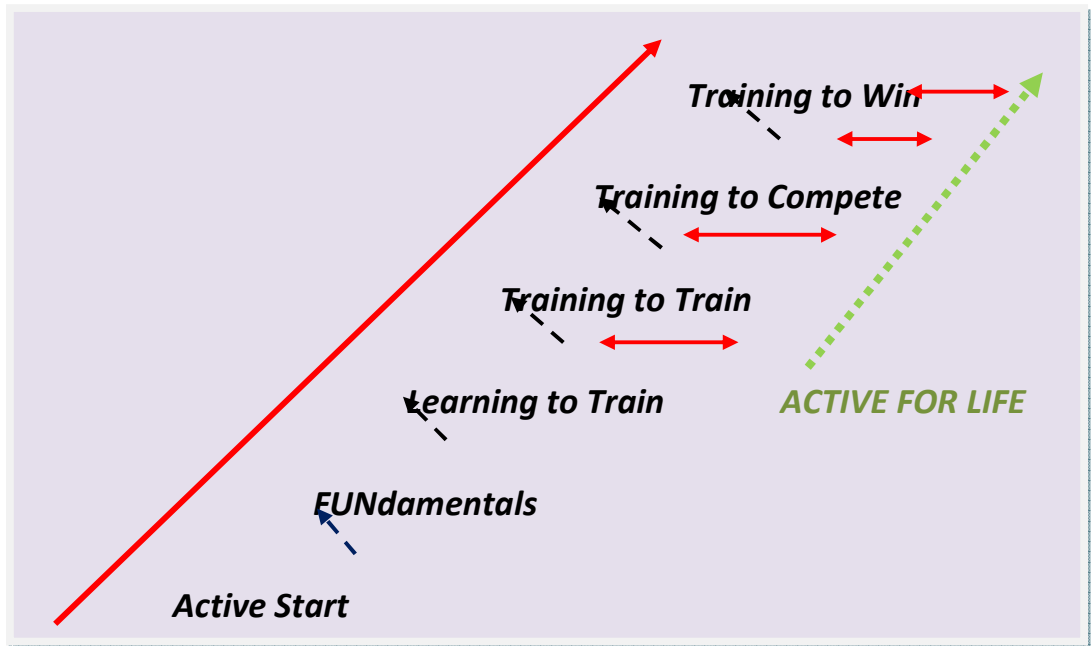 Training to Win
Training to Compete
Training to Train
Learning to Train
ACTIVE FOR LIFE
FUNdamentals
Active Start